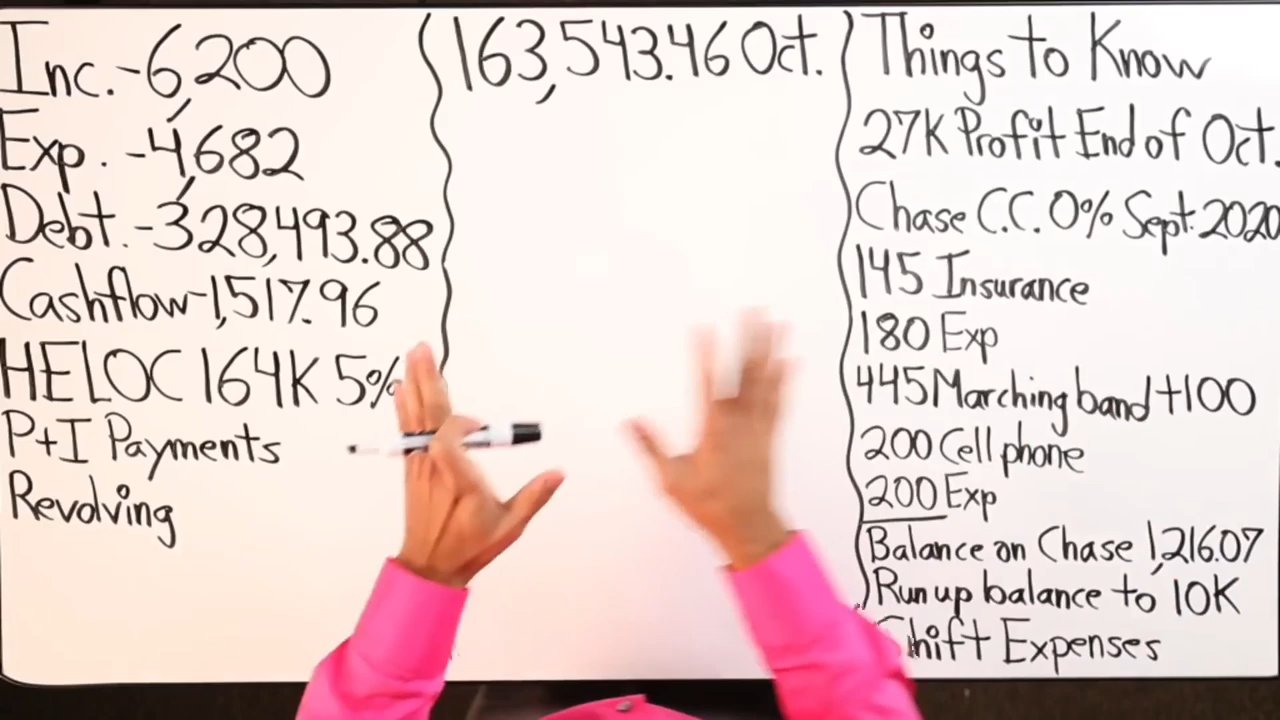 Inc.-6,200
Exp.-4,682
Debt.-328,493.88
Cashflow-1,517.96
HELOC 164K 5%
P+I Payments
Revolving
163,543.46 Oct.
Things to Know
27K Profit End of Oct.
Chase C.C. 0% Sept. 2020
145 Insurance
180 Exp
445 Marching band +100
200 Cell phone
200 Exp
Balance on Chase 1,216.07
Run up balance to 10K
Shift Expenses